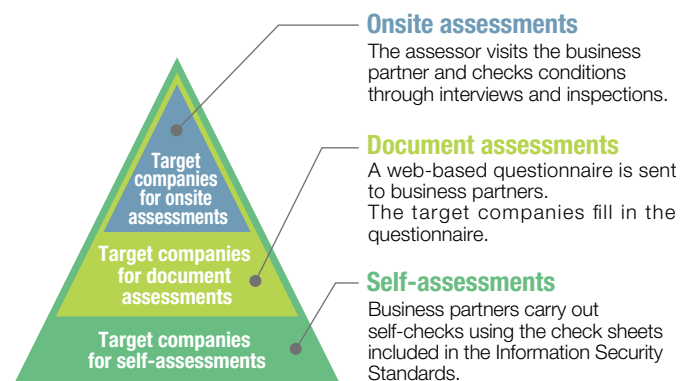 Onsite assessments
The assessor visits the business
partner and checks conditions
through interviews and inspections.
Target
companies
for onsite
assessments
Document assessments
A web-based questionnaire is sent
to business partners.
The target companies fill in the
questionnaire.
Target companies
for document
assessments
Self-assessments
Business partners carry out
self-checks using the check sheets
included in the Information Security
Standards.
Target companies
for self-assessments